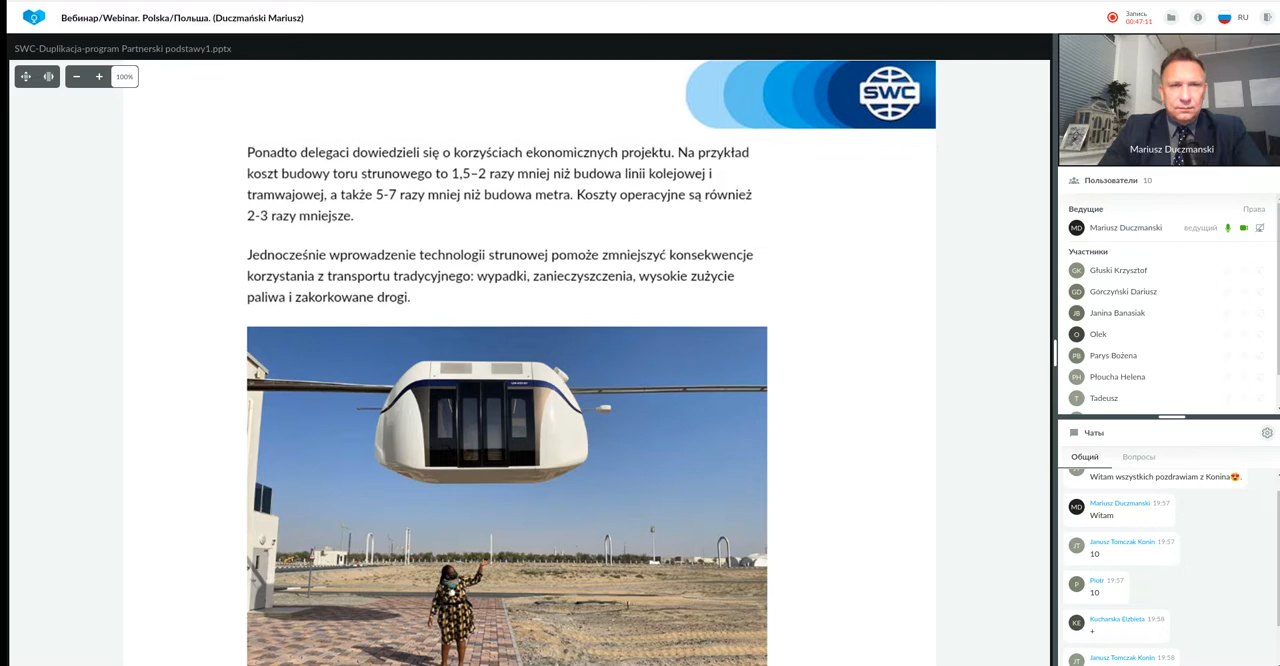 Вебинар/Webinar. Polska/Польша. (Duczmański Mariusz)
Запись
00:47:11
RU
SWC-Duplikacja-program Partnerski podstawy1.pptx
100%
SWC
Ponadto delegaci dowiedzieli się o korzyściach ekonomicznych projektu. Na przykład
koszt budowy toru strunowego to 1,5–2 razy mniej niż budowa linii kolejowej i
tramwajowej, a także 5-7 razy mniej niż budowa metra. Koszty operacyjne są również
2-3 razy mniejsze.
Jednocześnie wprowadzenie technologii strunowej pomoże zmniejszyć konsekwencje
korzystania z transportu tradycyjnego: wypadki, zanieczyszczenia, wysokie zużycie
paliwa i zakorkowane drogi.
Mariusz Duczmanski
Пользователи 10
Ведущие Права
MD Mariusz Duczmanski ведущий
Участники
GK Głuski Krzysztof
GD Górczyński Dariusz
JB Janina Banasiak
O Olek
PB Parys Bożena
PH Płoucha Helena
T Tadeusz
Чаты
Общий Вопросы
Witam wszystkich pozdrawiam z Konina😍.
MD Mariusz Duczmanski 19:57
Witam
JT Janusz Tomczak Konin 19:57
10
P Piotr 19:57
10
KE Kucharska Elzbieta 19:58
+
JT Janusz Tomczak Konin 19:58